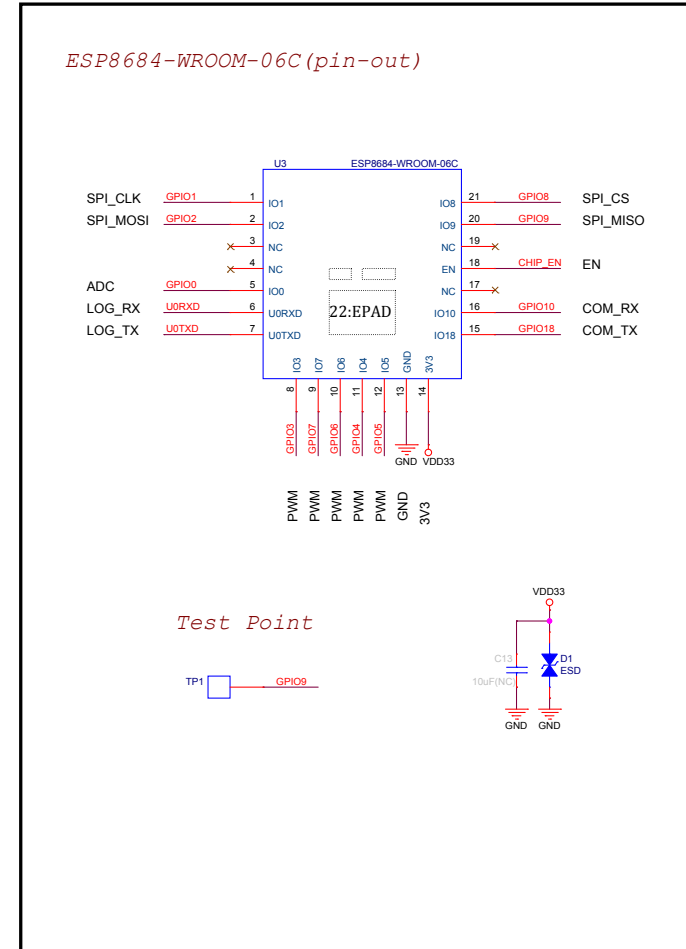 ESP8684-WROOM-06C(pin-out)
U3 ESP8684-WROOM-06C
SPI_CLK GPIO1 1 IO1 IO8 21 GPIO8 SPI_CS
SPI_MOSI GPIO2 2 IO2 IO9 20 GPIO9 SPI_MISO
3 NC NC 19
4 NC EN 18 CHIP_EN EN
ADC GPIO0 5 IO0 NC 17
LOG_RX U0RXD 6 U0RXD 22:EPAD IO10 16 GPIO10 COM_RX
LOG_TX U0TXD 7 U0TXD IO18 15 GPIO18 COM_TX
IO3 IO7 IO6 IO4 IO5 GND 3V3
8 9 10 11 12 13 14
GPIO3 GPIO7 GPIO6 GPIO4 GPIO5
GND VDD33
PWM PWM PWM PWM PWM GND 3V3
Test Point
TP1 GPIO9
VDD33
C13 D1
10uF(NC) ESD
GND GND